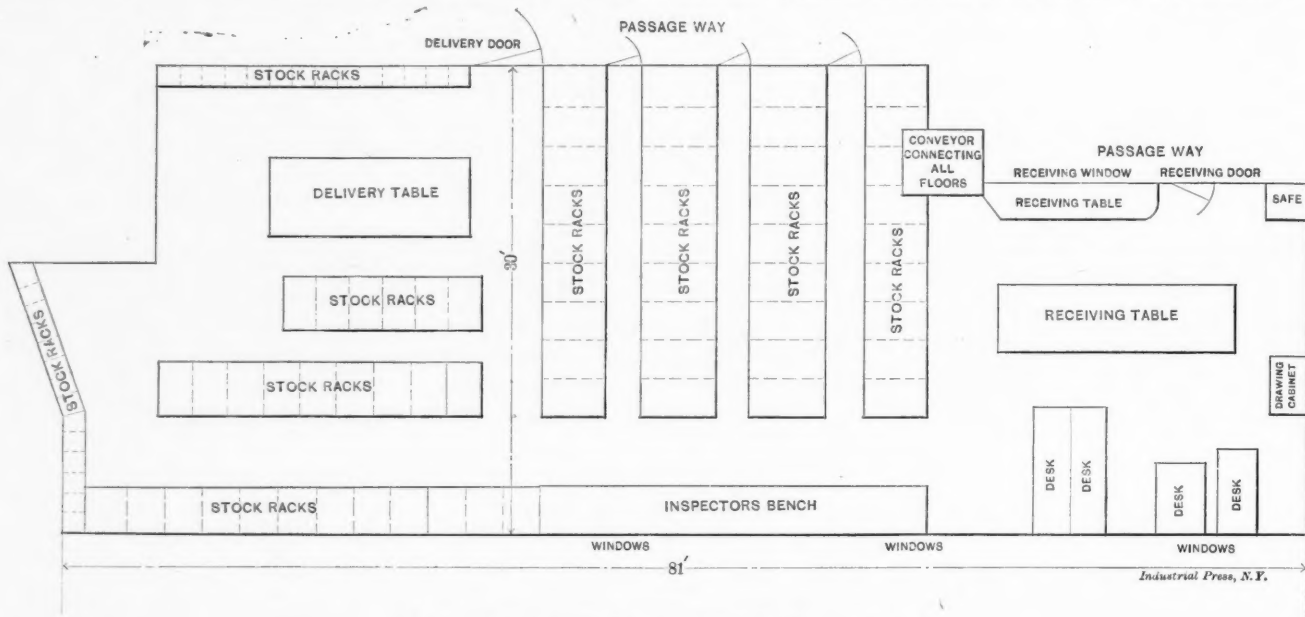 PASSAGE WAY
DELIVERY DOOR
STOCK RACKS
CONVEYOR
CONNECTING
ALL
FLOORS
PASSAGE WAY
RECEIVING WINDOW
RECEIVING DOOR
DELIVERY TABLE
RECEIVING TABLE
SAFE
STOCK RACKS
STOCK RACKS
STOCK RACKS
STOCK RACKS
30′
STOCK RACKS
RECEIVING TABLE
STOCK RACKS
STOCK RACKS
DRAWING
CABINET
DESK
DESK
DESK
DESK
STOCK RACKS
INSPECTORS BENCH
WINDOWS
WINDOWS
WINDOWS
81′
Industrial Press, N.Y.